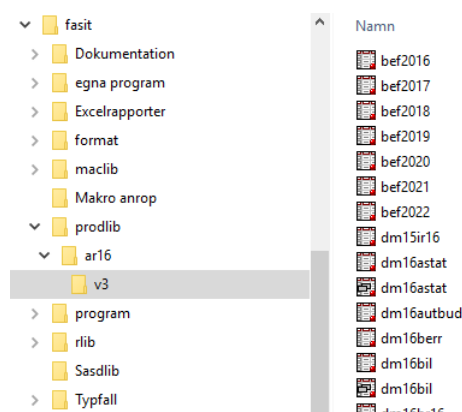 fasit
Dokumentation
egna program
Excelrapporter
format
maclib
Makro anrop
prodlib
ar16
v3
program
rlib
Sasdlib
Typfall
Namn
bef2016
bef2017
bef2018
bef2019
bef2020
bef2021
bef2022
dm15ir16
dm16astat
dm16astat
dm16autbud
dm16berr
dm16bil
dm16bil